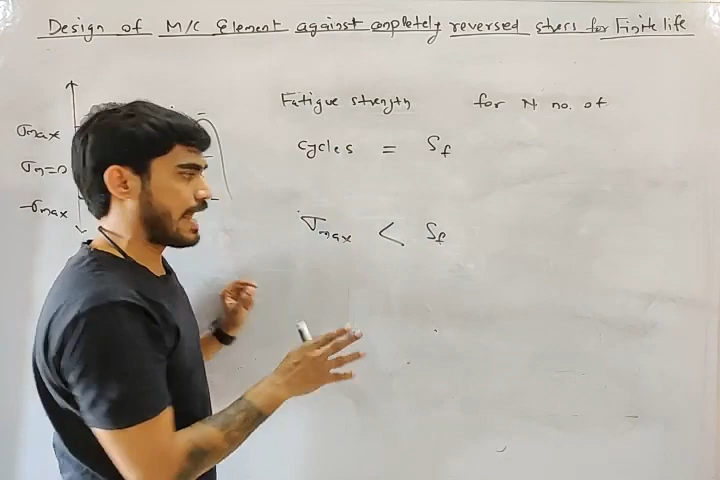 Design of M/C Element against completely reversed stress for Finite life
Fatigue strength for N no. of
cycles = Sf
σmax
σm=0
-σmax
σmax < Sf